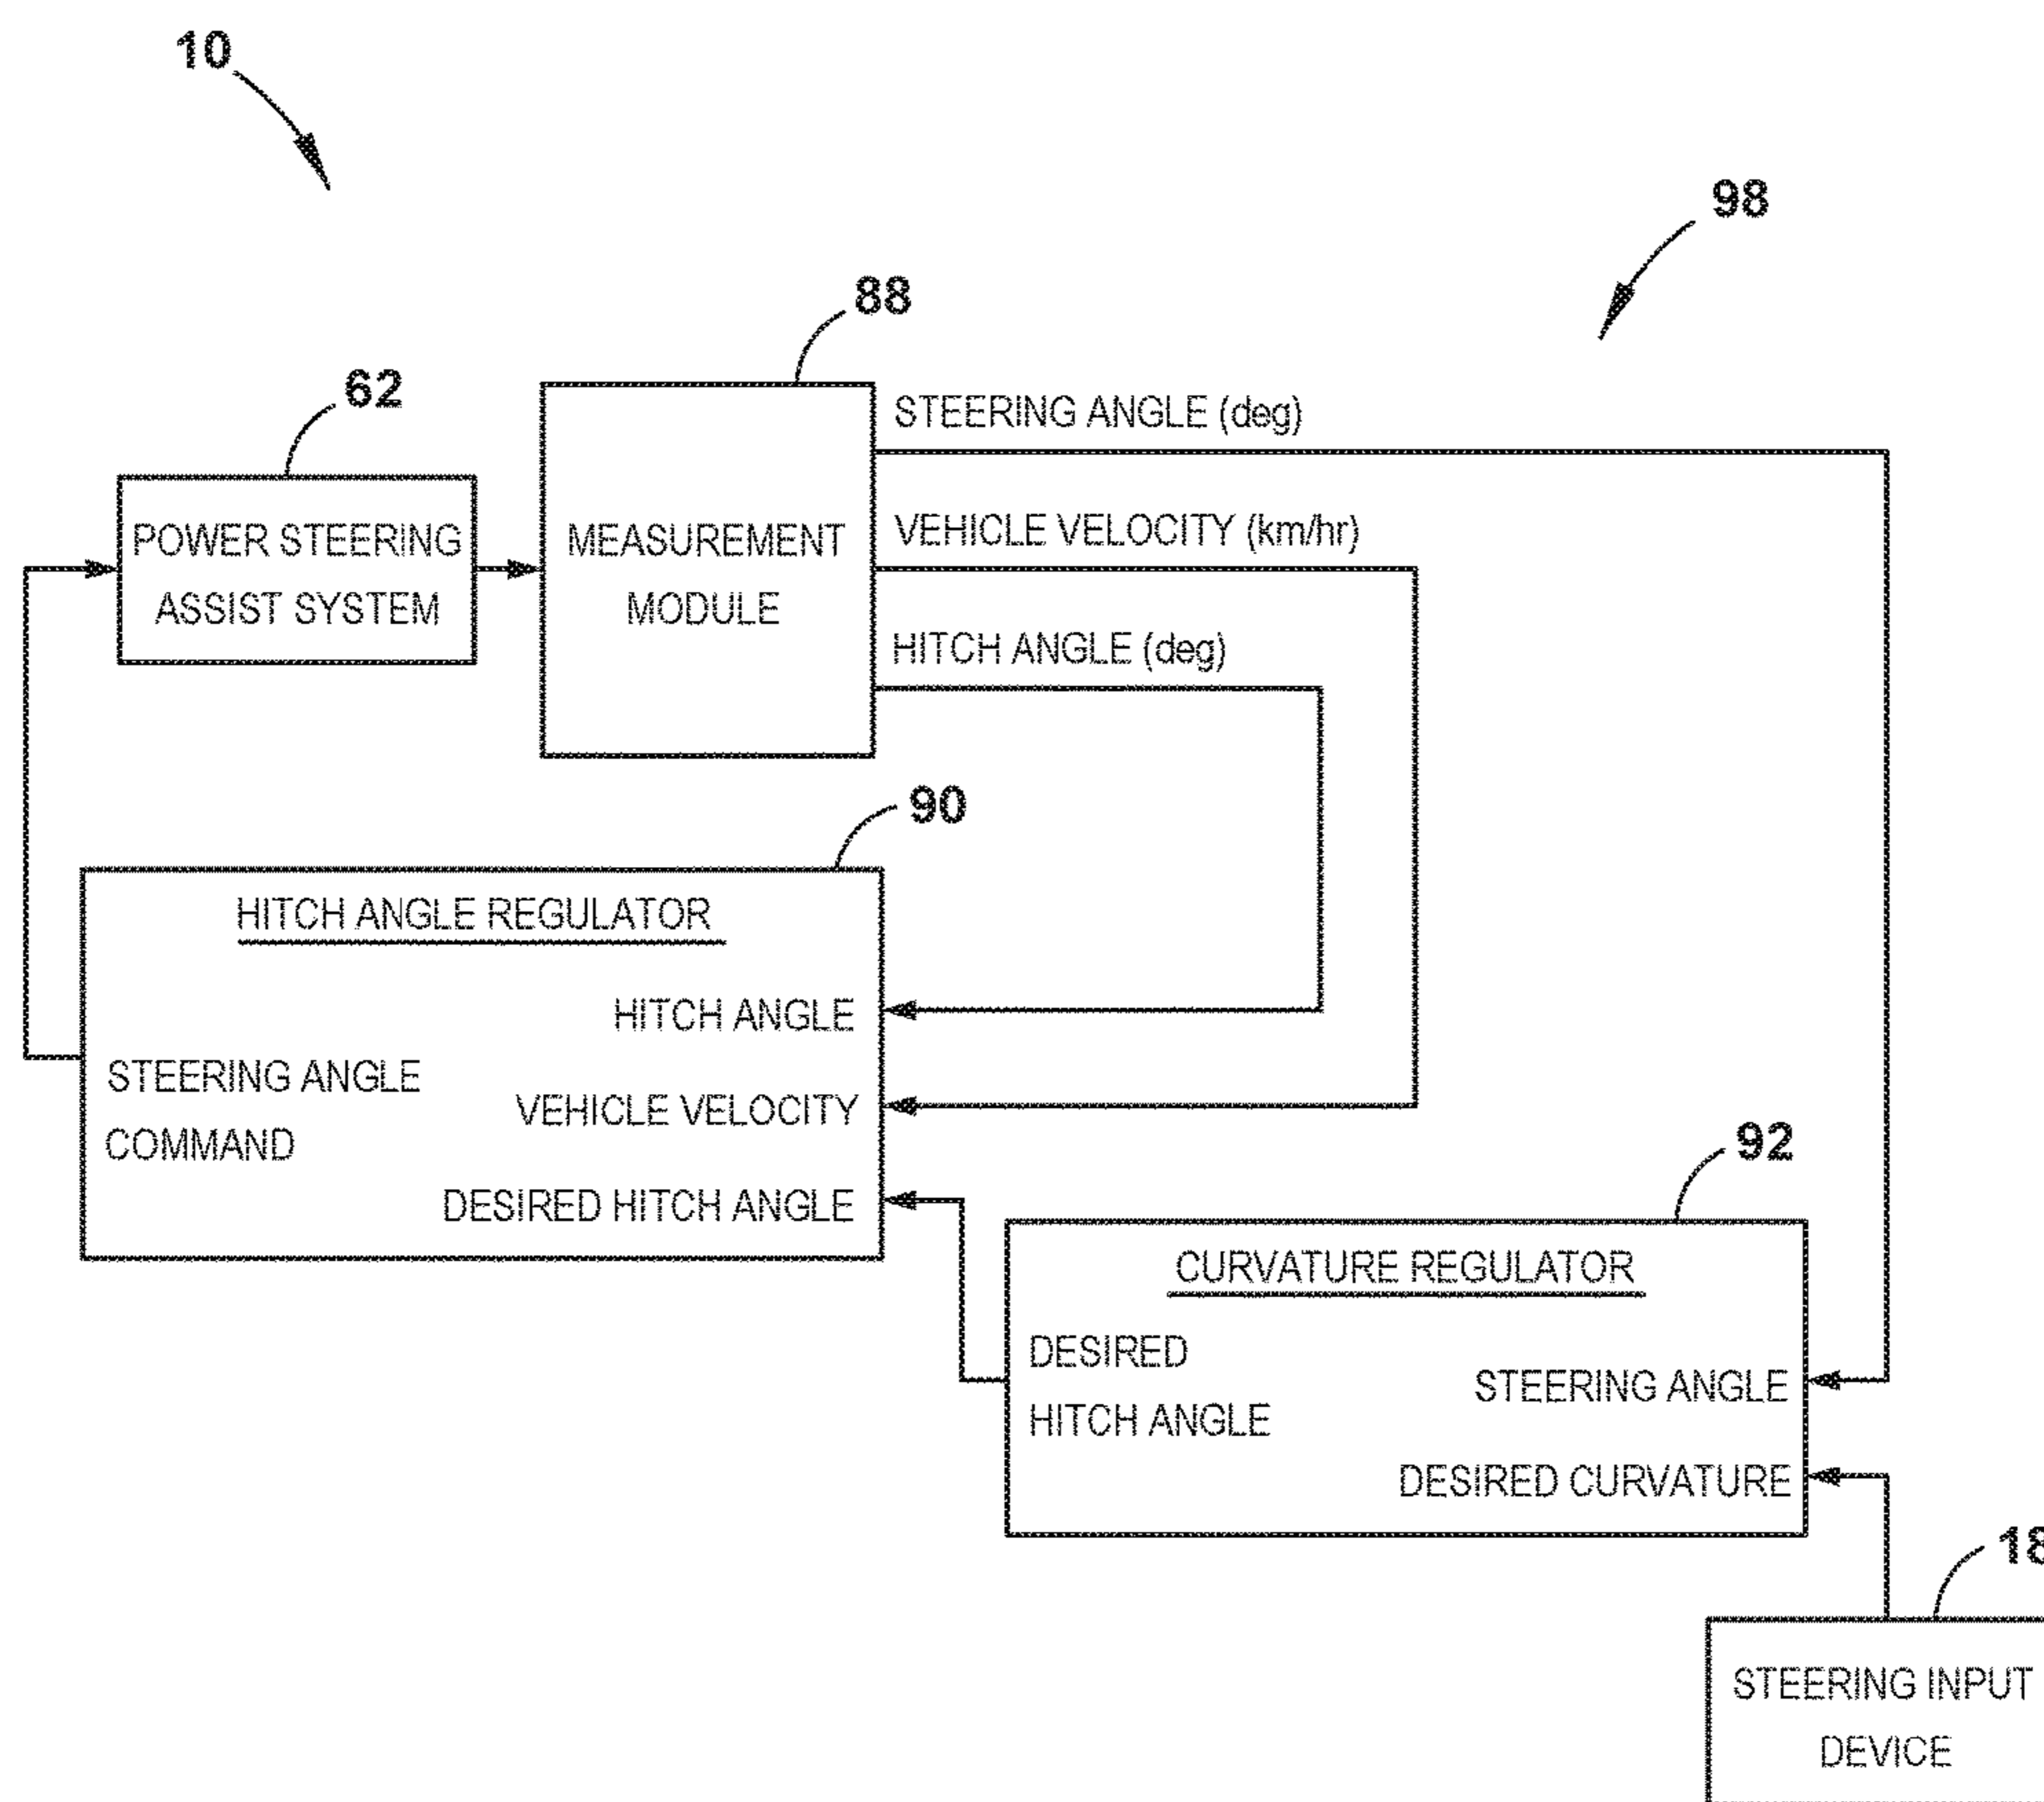 10
98
88
62
STEERING ANGLE (deg)
POWER STEERING
ASSIST SYSTEM
MEASUREMENT
MODULE
VEHICLE VELOCITY (km/hr)
HITCH ANGLE (deg)
90
HITCH ANGLE REGULATOR
HITCH ANGLE
STEERING ANGLE
COMMAND
VEHICLE VELOCITY
DESIRED HITCH ANGLE
92
CURVATURE REGULATOR
DESIRED
HITCH ANGLE
STEERING ANGLE
DESIRED CURVATURE
18
STEERING INPUT
DEVICE